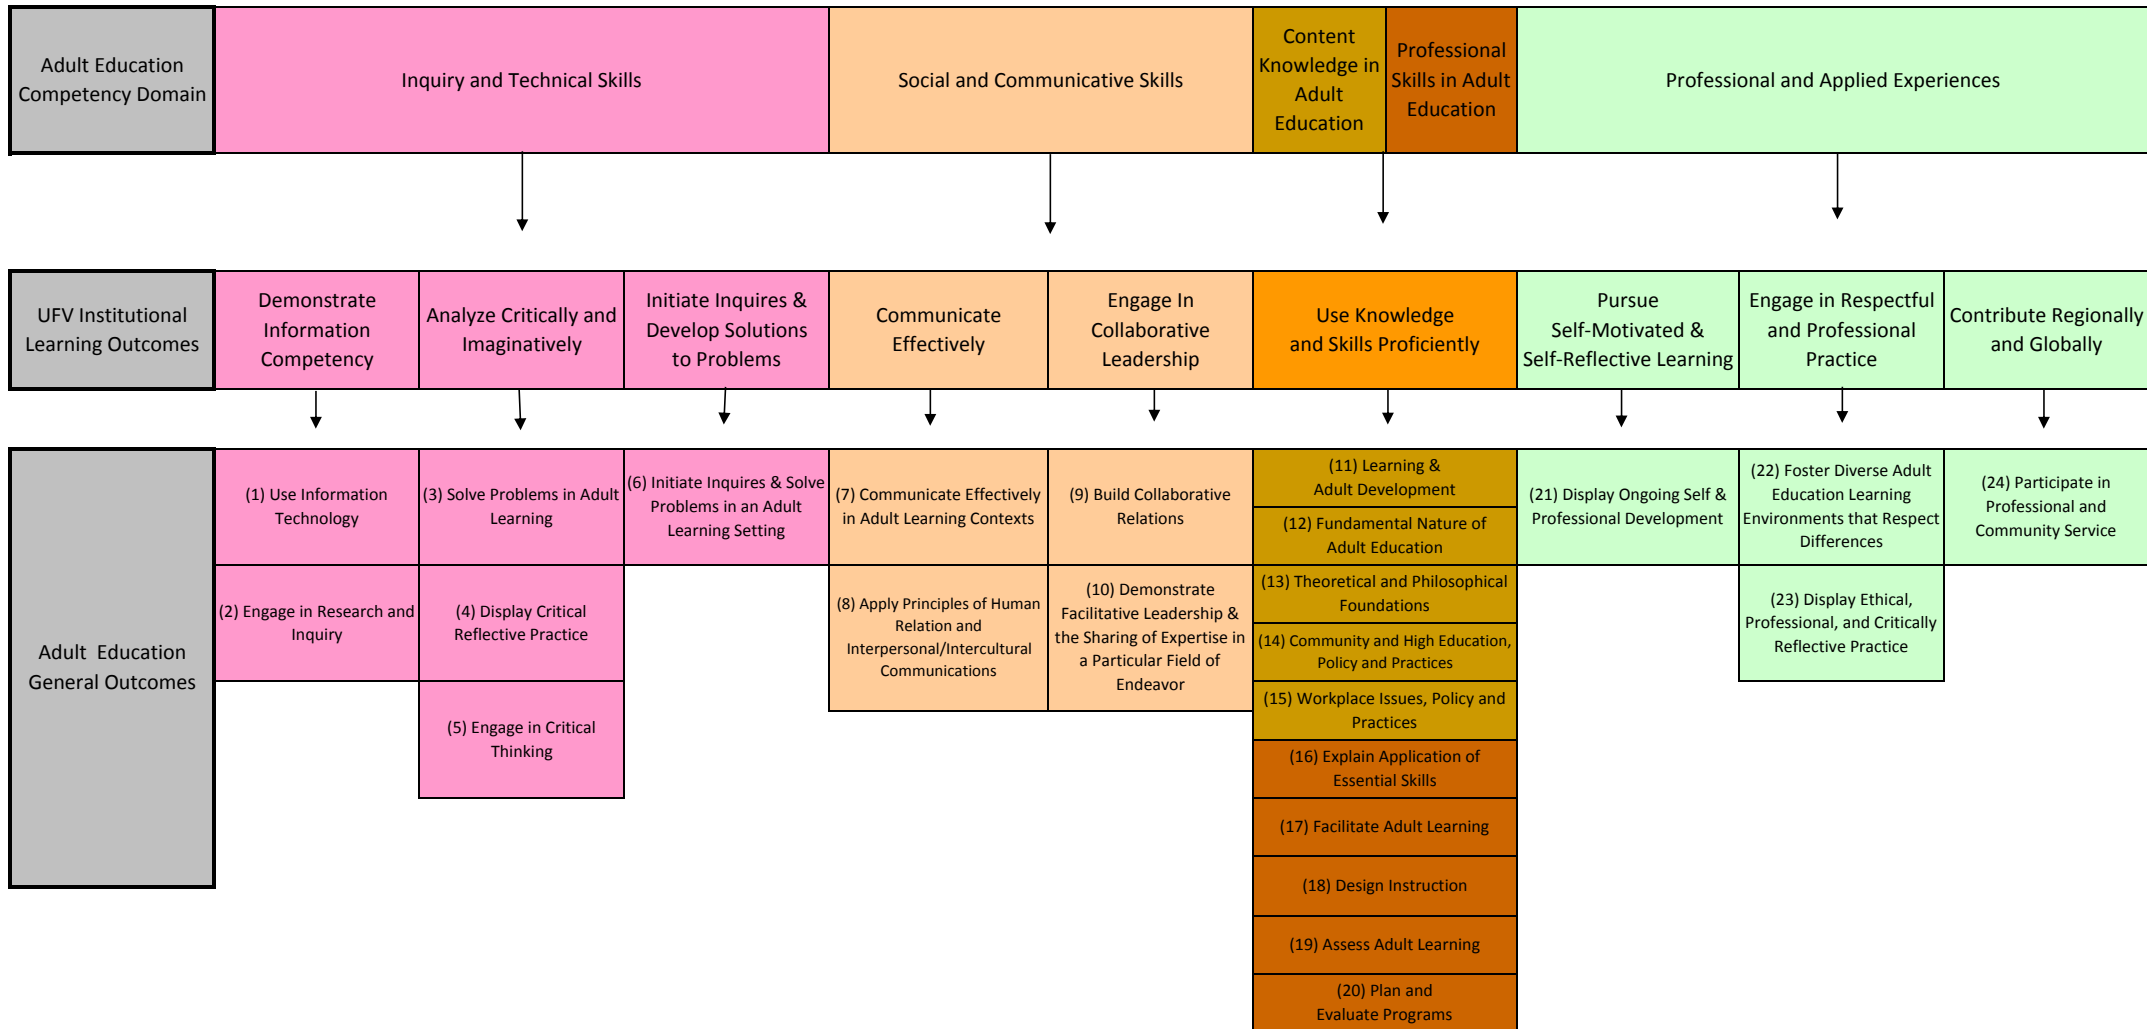 Adult Education
Competency Domain
Inquiry and Technical Skills
Social and Communicative Skills
Content
Knowledge in
Adult
Education
Professional
Skills in Adult
Education
Professional and Applied Experiences
UFV Institutional
Learning Outcomes
Demonstrate
Information
Competency
Analyze Critically and
Imaginatively
Initiate Inquires &
Develop Solutions
to Problems
Communicate
Effectively
Engage In
Collaborative
Leadership
Use Knowledge
and Skills Proficiently
Pursue
Self-Motivated &
Self-Reflective Learning
Engage in Respectful
and Professional
Practice
Contribute Regionally
and Globally
Adult  Education
General Outcomes
(1) Use Information
Technology
(2) Engage in Research and
Inquiry
(3) Solve Problems in Adult
Learning
(4) Display Critical
Reflective Practice
(5) Engage in Critical
Thinking
(6) Initiate Inquires & Solve
Problems in an Adult
Learning Setting
(7) Communicate Effectively
in Adult Learning Contexts
(8) Apply Principles of Human
Relation and
Interpersonal/Intercultural
Communications
(9) Build Collaborative
Relations
(10) Demonstrate
Facilitative Leadership &
the Sharing of Expertise in
a Particular Field of
Endeavor
(11) Learning &
Adult Development
(12) Fundamental Nature of
Adult Education
(13) Theoretical and Philosophical
Foundations
(14) Community and High Education,
Policy and Practices
(15) Workplace Issues, Policy and
Practices
(16) Explain Application of
Essential Skills
(17) Facilitate Adult Learning
(18) Design Instruction
(19) Assess Adult Learning
(20) Plan and
Evaluate Programs
(21) Display Ongoing Self &
Professional Development
(22) Foster Diverse Adult
Education Learning
Environments that Respect
Differences
(23) Display Ethical,
Professional, and Critically
Reflective Practice
(24) Participate in
Professional and
Community Service